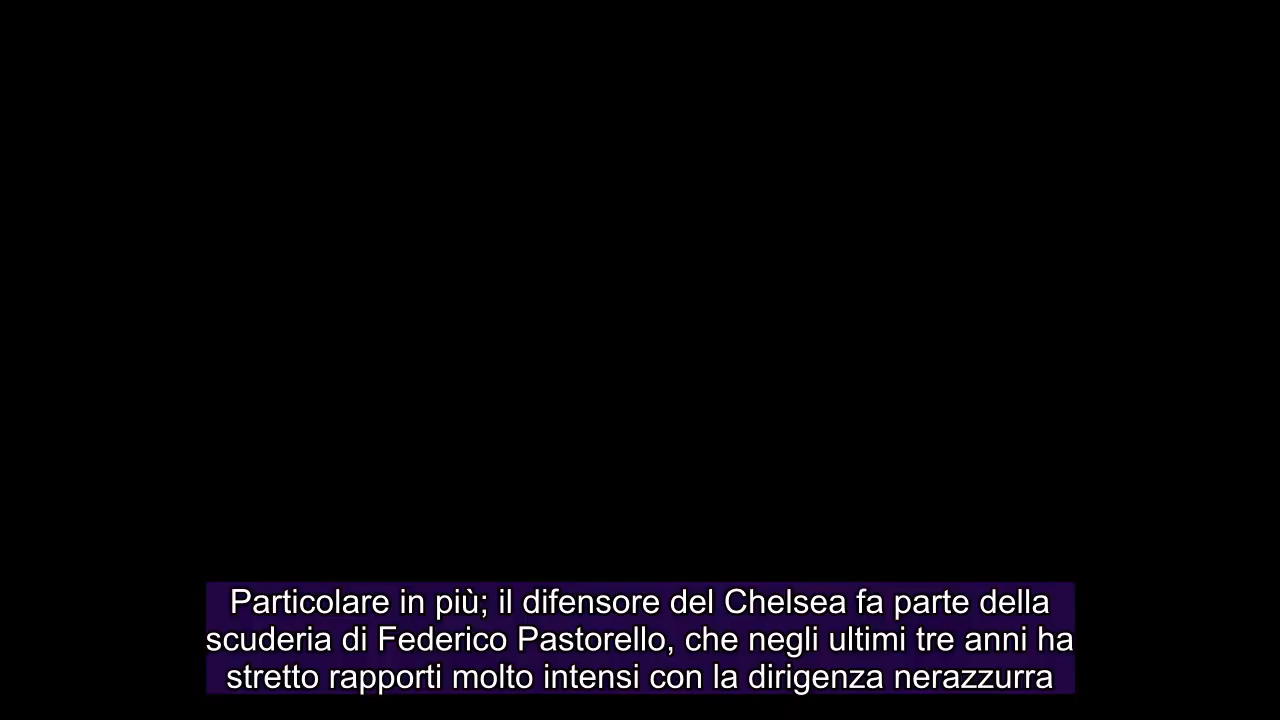 Particolare in più; il difensore del Chelsea fa parte della
scuderia di Federico Pastorello, che negli ultimi tre anni ha
stretto rapporti molto intensi con la dirigenza nerazzurra